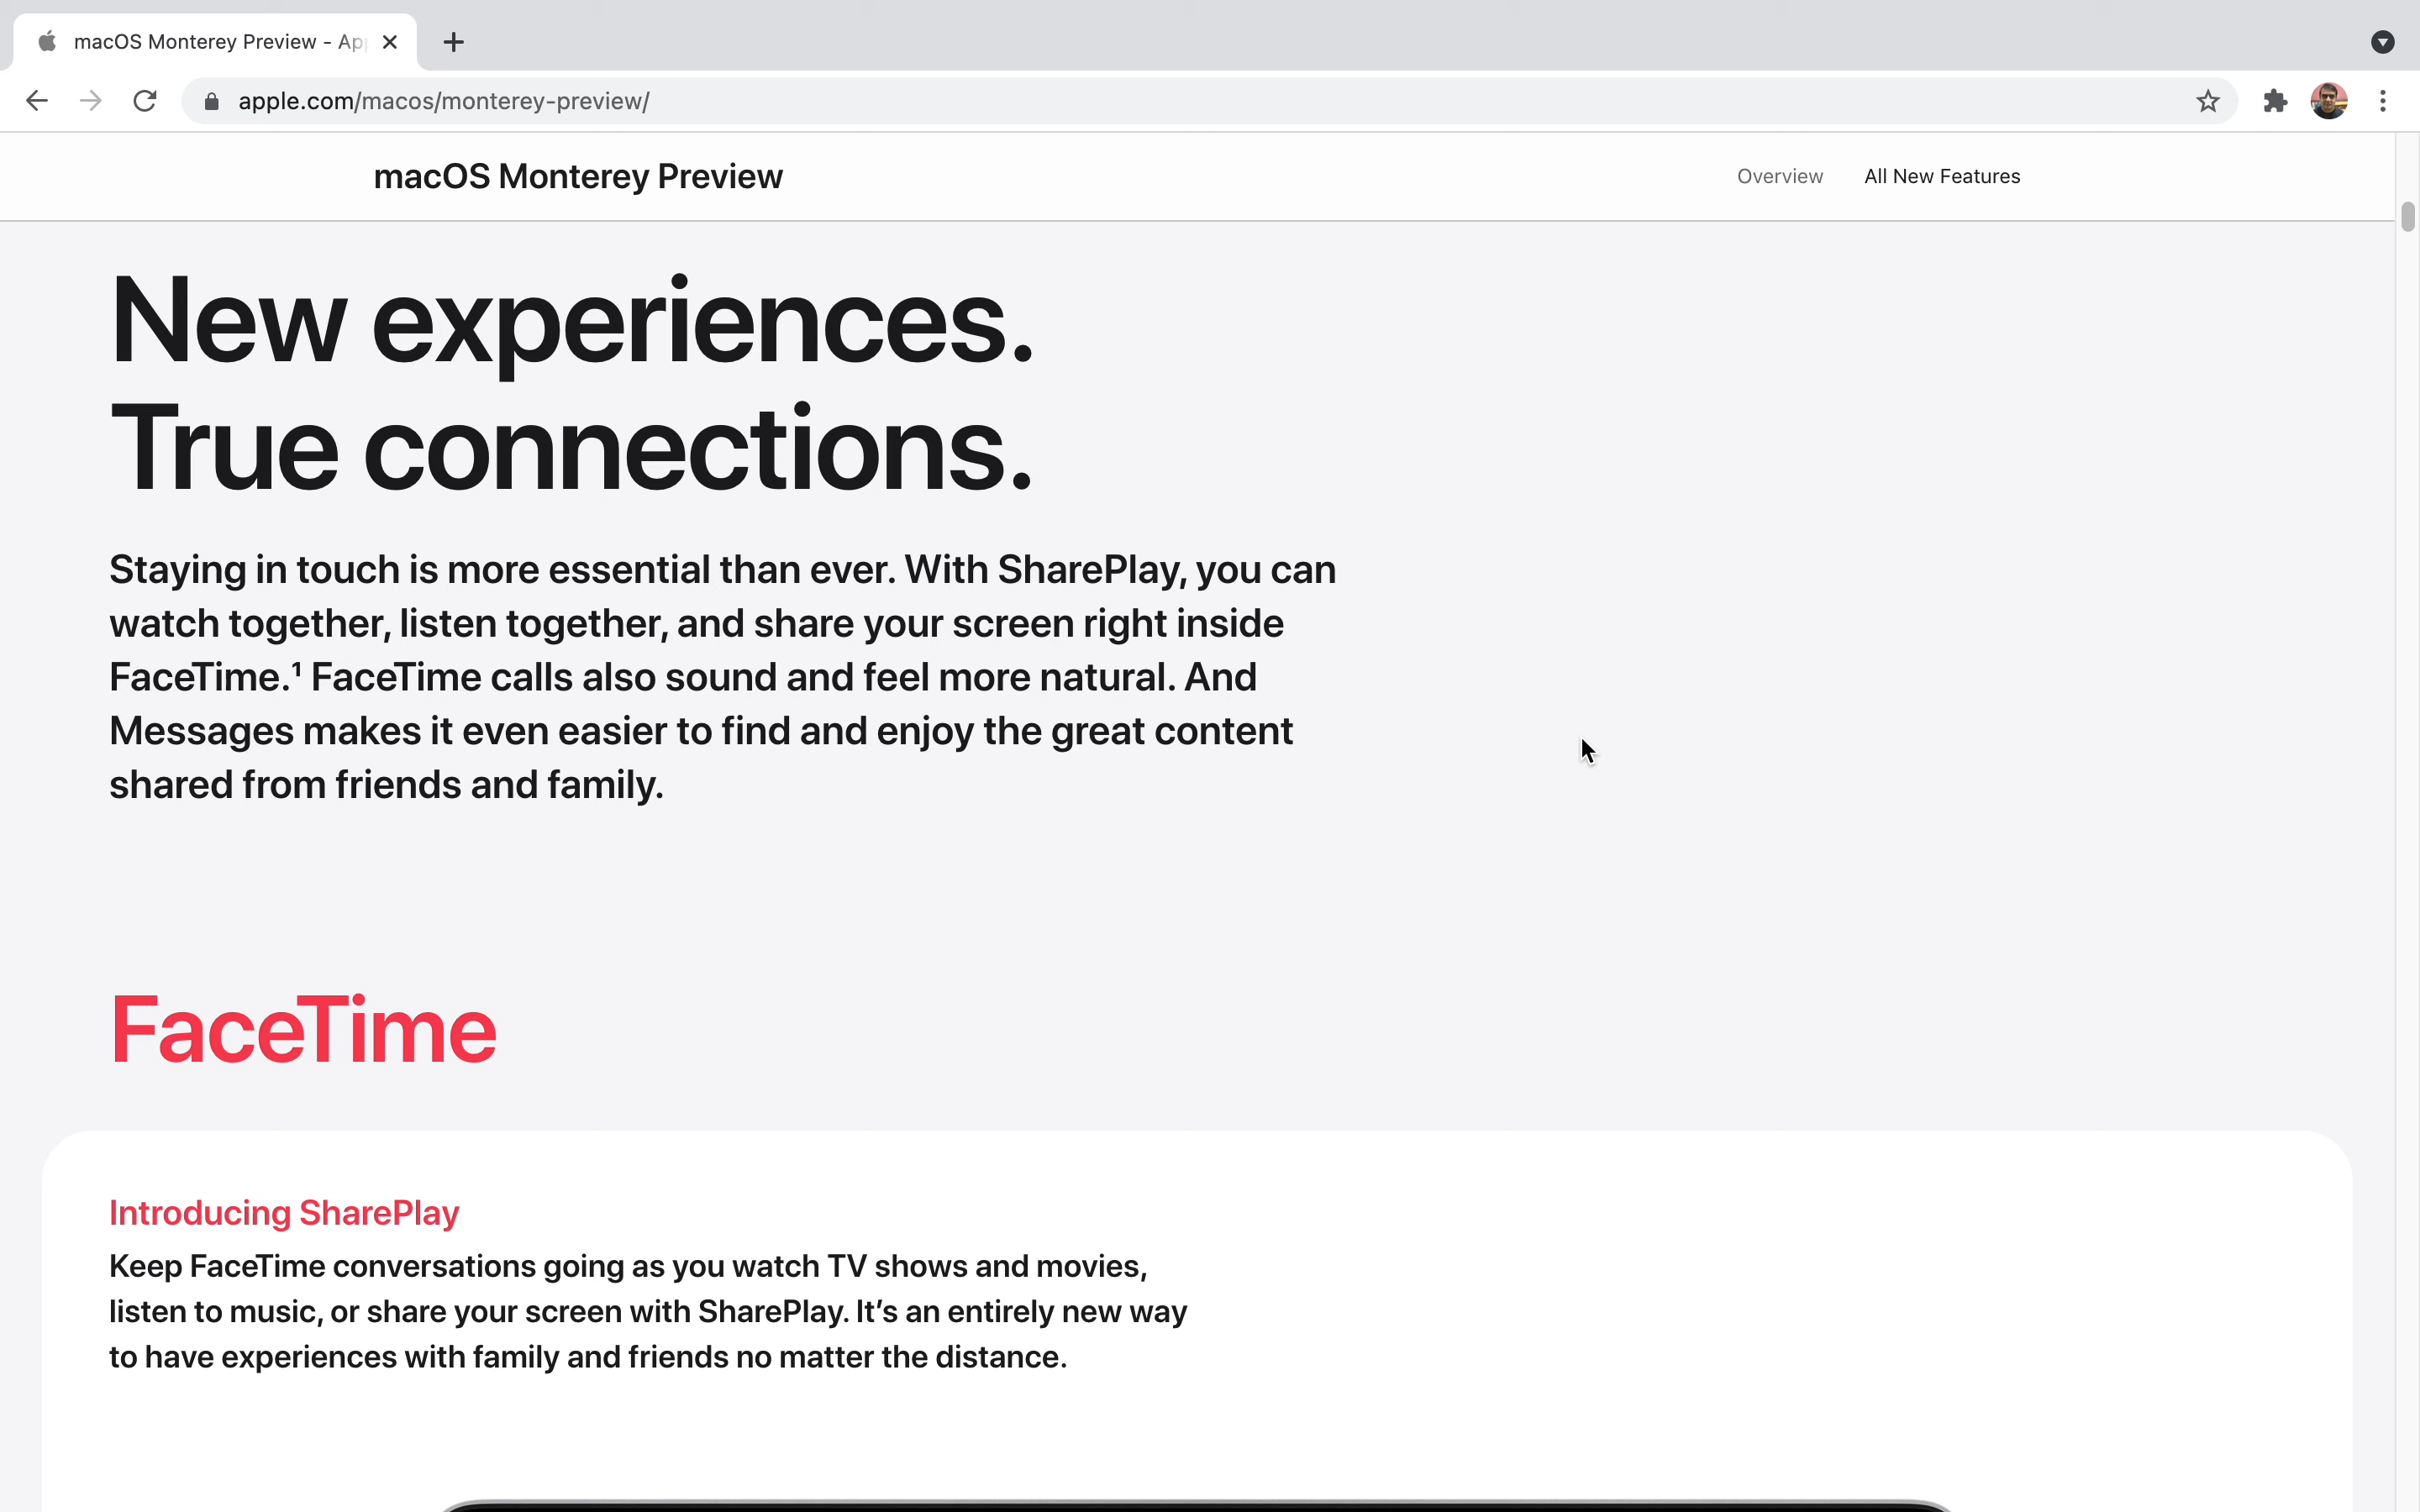 macOS Monterey Preview - Ap
apple.com/macos/monterey-preview/
macOS Monterey Preview
Overview
All New Features
New experiences.
True connections.
Staying in touch is more essential than ever. With SharePlay, you can
watch together, listen together, and share your screen right inside
FaceTime.¹ FaceTime calls also sound and feel more natural. And
Messages makes it even easier to find and enjoy the great content
shared from friends and family.
FaceTime
Introducing SharePlay
Keep FaceTime conversations going as you watch TV shows and movies,
listen to music, or share your screen with SharePlay. It’s an entirely new way
to have experiences with family and friends no matter the distance.